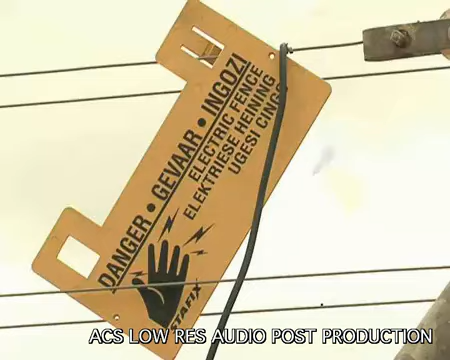 DANGER • GEVAAR • INGOZI
ELECTRIC FENCE
ELEKTRIESE HEINING
UGESI CINGO
ACS LOW RES AUDIO POST PRODUCTION